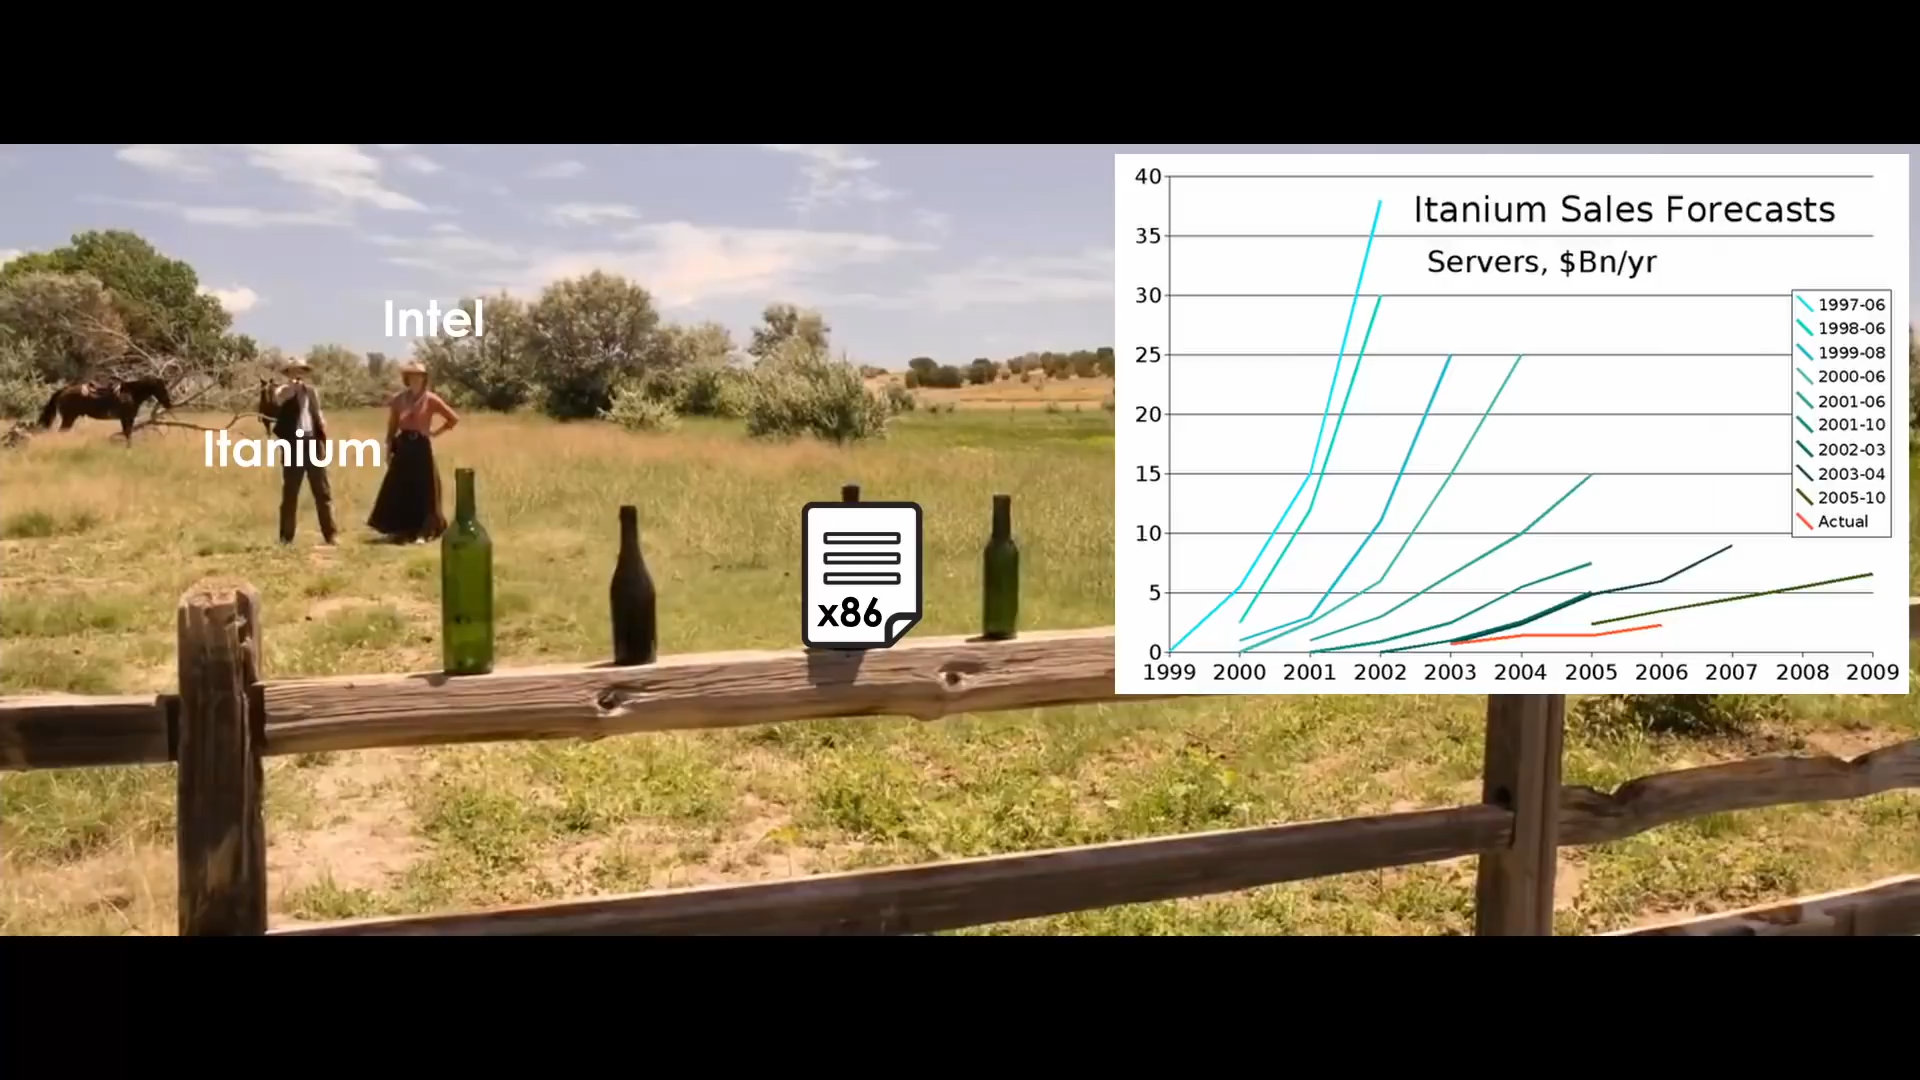 Intel
Itanium
x86
Itanium Sales Forecasts
Servers, $Bn/yr
40
35
30
25
20
15
10
5
0
1999 2000 2001 2002 2003 2004 2005 2006 2007 2008 2009
1997-06
1998-06
1999-08
2000-06
2001-06
2001-10
2002-03
2003-04
2005-10
Actual